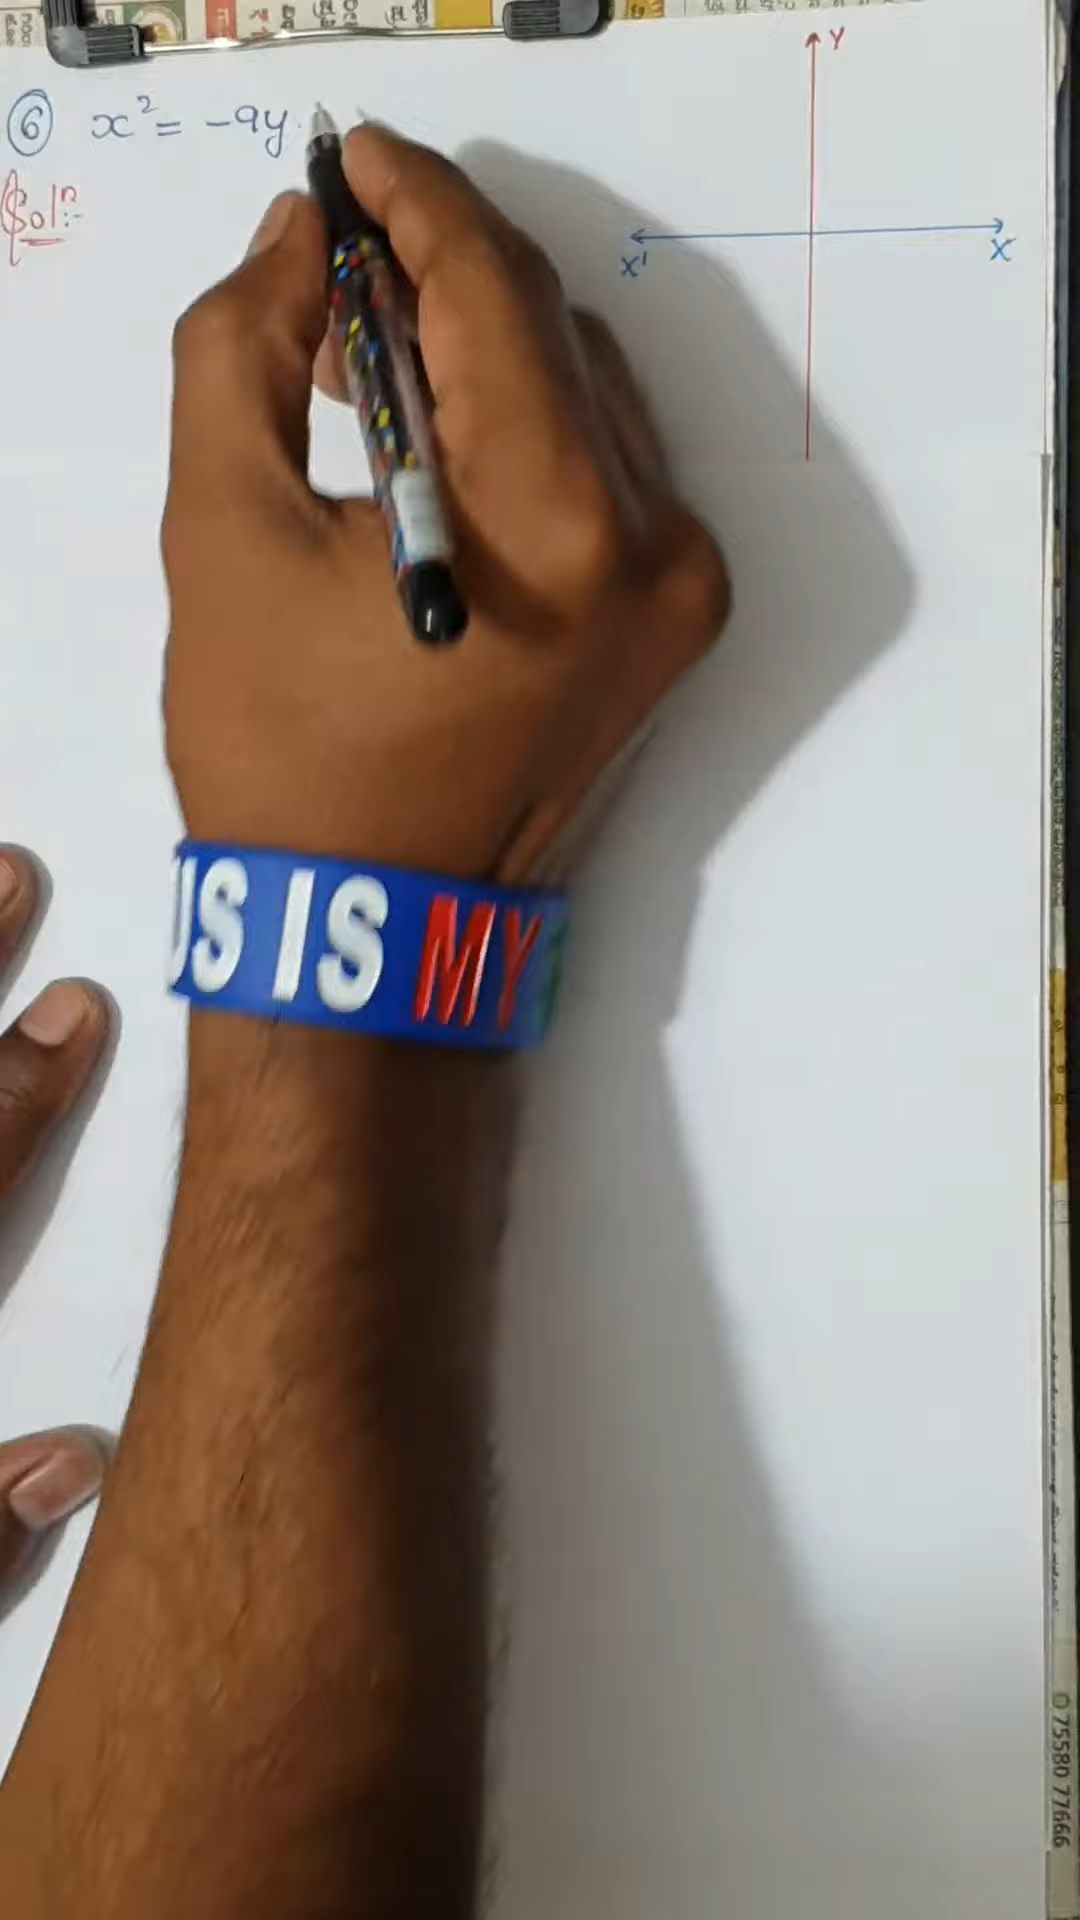 Y
⑥ x² = -9y.
Solⁿ:-
X' X
US IS MY
75580 77666